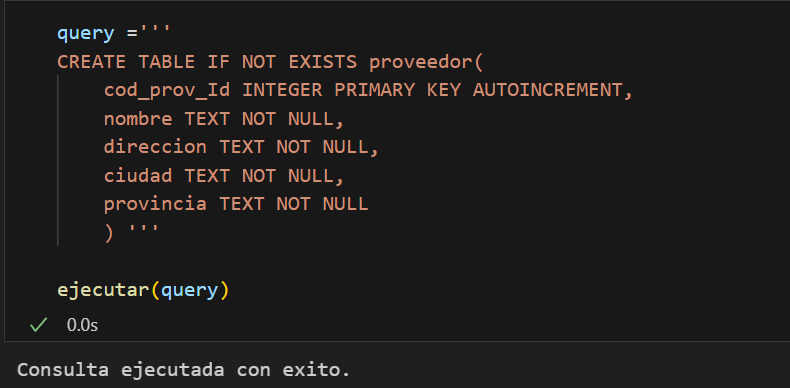 query ='''
CREATE TABLE IF NOT EXISTS proveedor(
    cod_prov_Id INTEGER PRIMARY KEY AUTOINCREMENT,
    nombre TEXT NOT NULL,
    direccion TEXT NOT NULL,
    ciudad TEXT NOT NULL,
    provincia TEXT NOT NULL
    ) '''
ejecutar(query)
0.0s
Consulta ejecutada con exito.